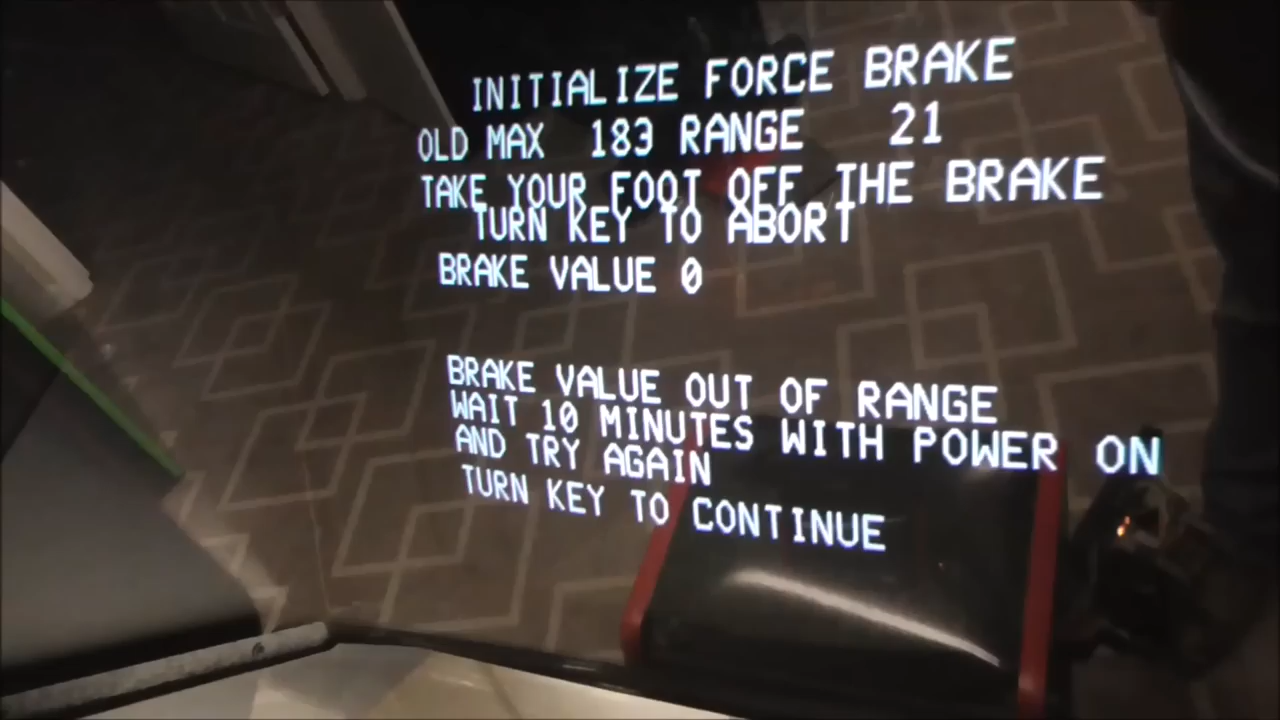 INITIALIZE FORCE BRAKE
OLD MAX 183 RANGE 21
TAKE YOUR FOOT OFF THE BRAKE
TURN KEY TO ABORT
BRAKE VALUE 0
BRAKE VALUE OUT OF RANGE
WAIT 10 MINUTES WITH POWER ON
AND TRY AGAIN
TURN KEY TO CONTINUE